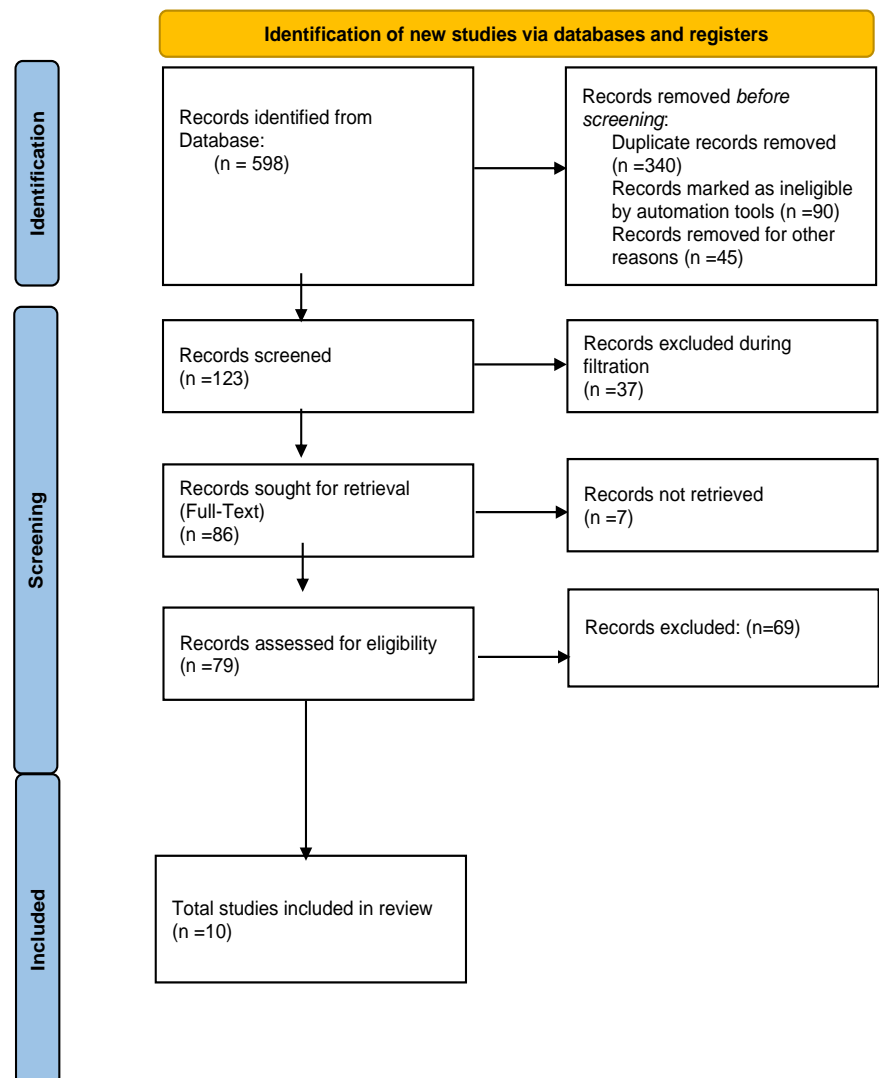 Identification of new studies via databases and registers
Identification
Records identified from
Database:
(n = 598)
Records removed before
screening:
Duplicate records removed
(n =340)
Records marked as ineligible
by automation tools (n =90)
Records removed for other
reasons (n =45)
Screening
Records screened
(n =123)
Records excluded during
filtration
(n =37)
Records sought for retrieval
(Full-Text)
(n =86)
Records not retrieved
(n =7)
Records assessed for eligibility
(n =79)
Records excluded: (n=69)
Included
Total studies included in review
(n =10)